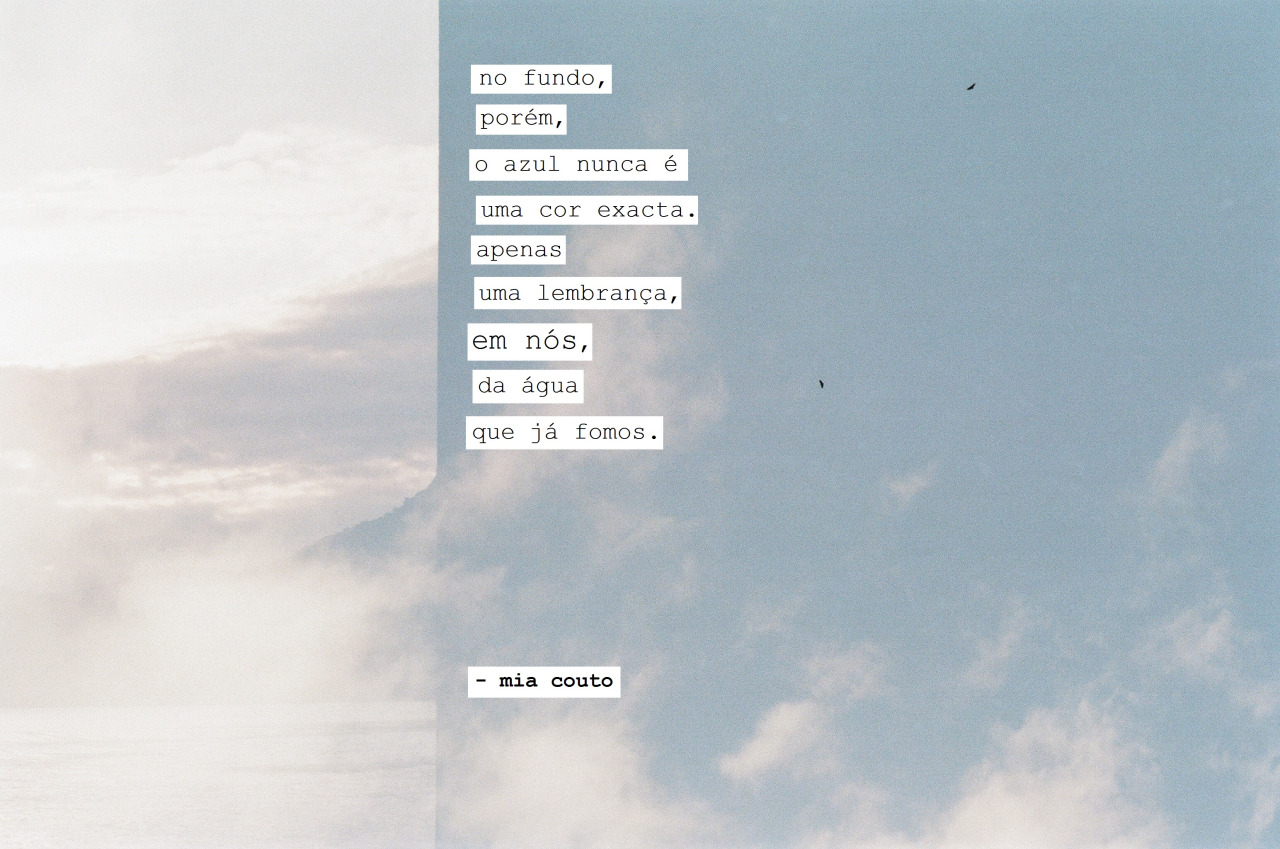 no fundo,
porém,
o azul nunca é
uma cor exacta.
apenas
uma lembrança,
em nós,
da água
que já fomos.
- mia couto